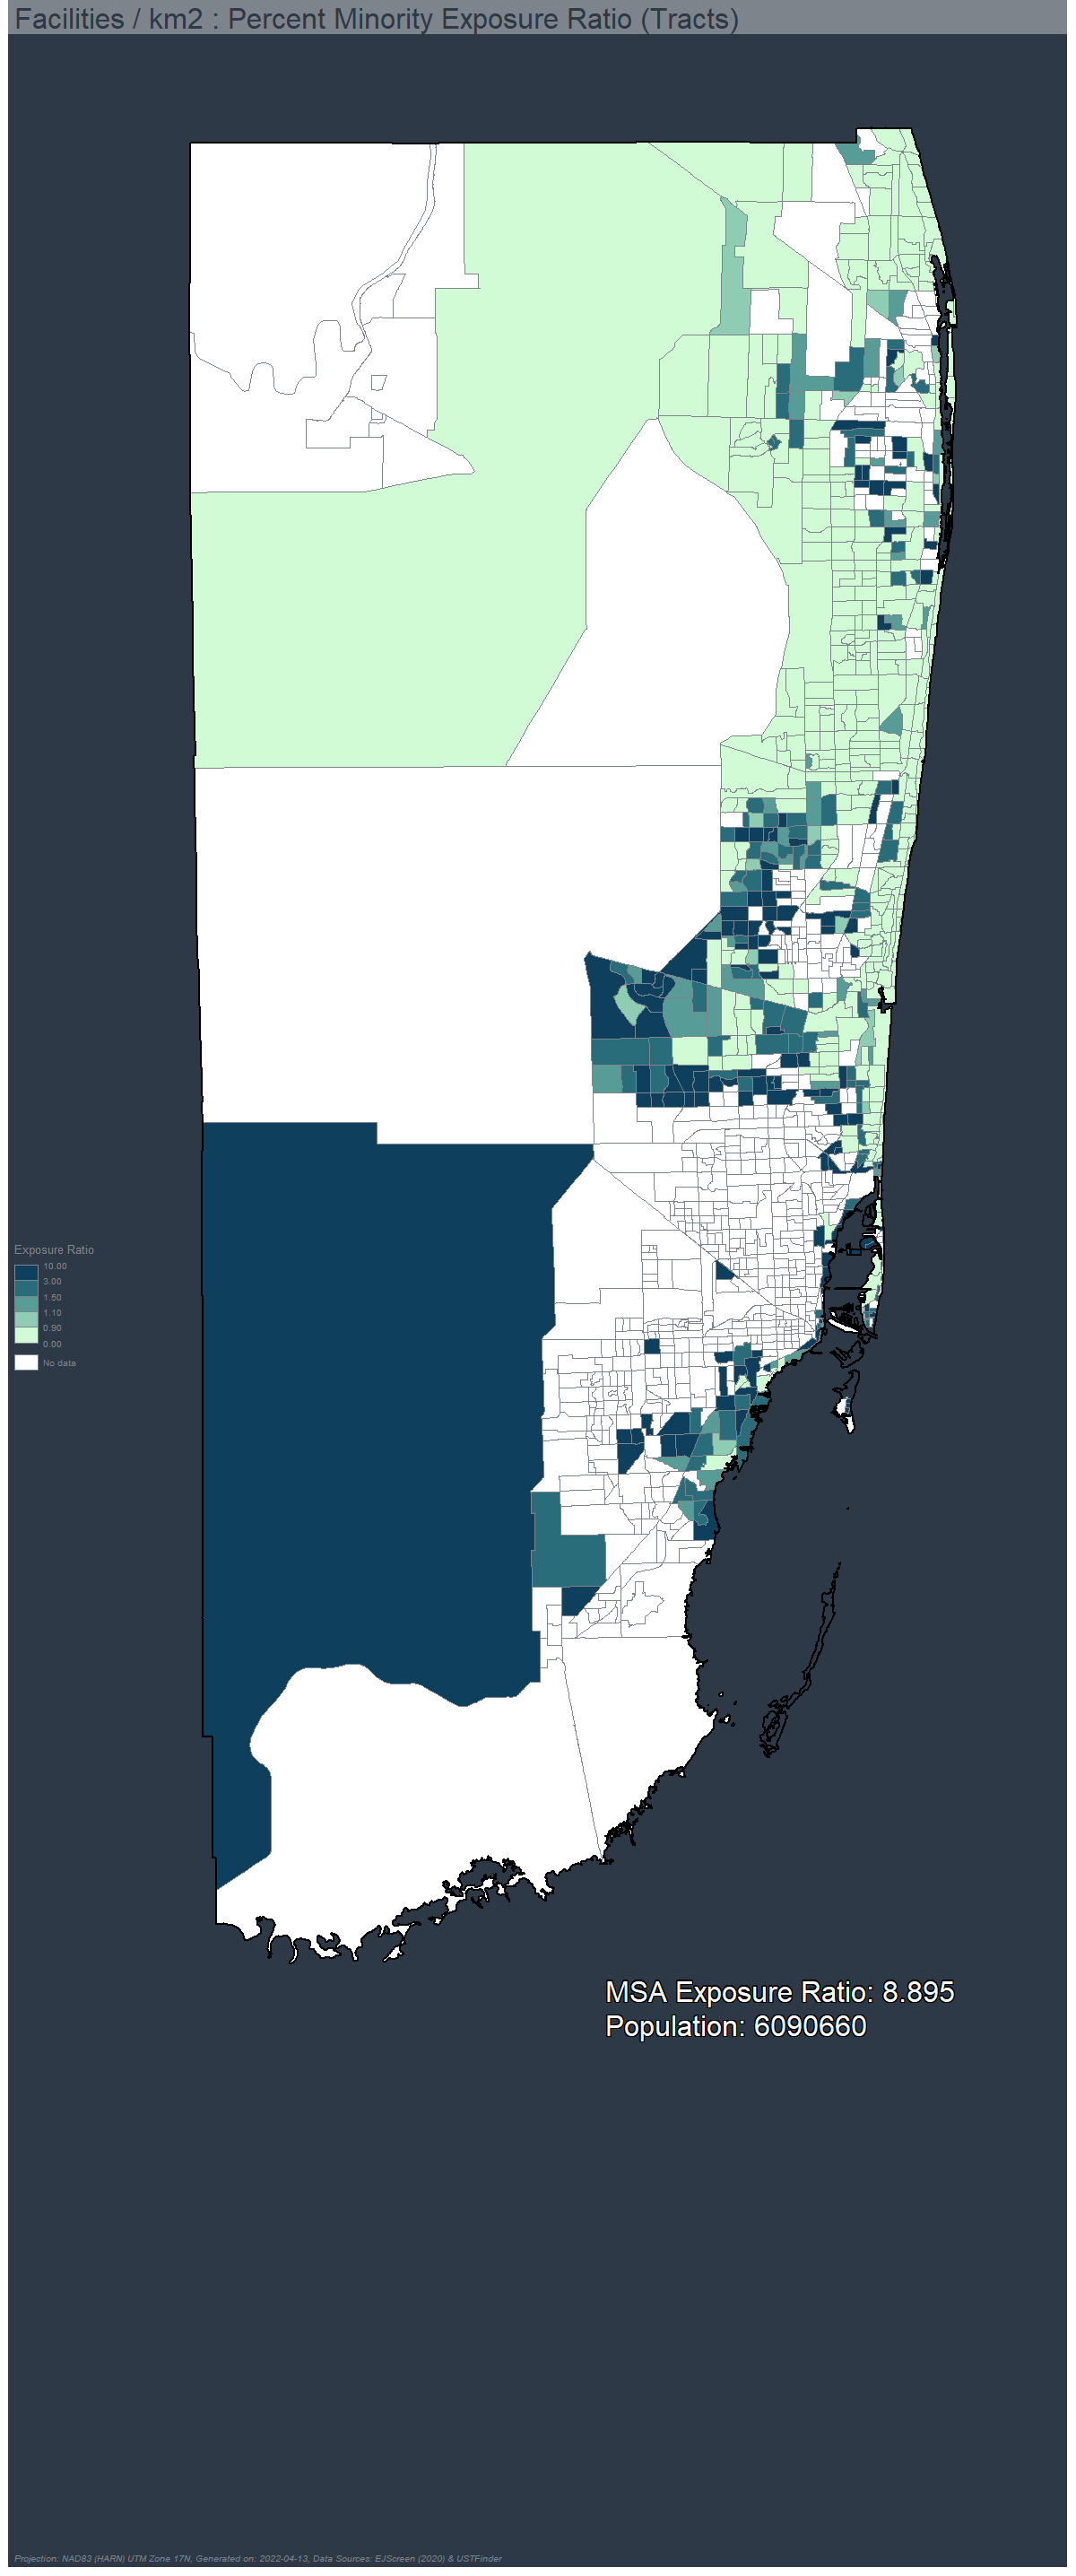 Facilities / km2 : Percent Minority Exposure Ratio (Tracts)
Exposure Ratio
10.00
3.00
1.50
1.10
0.90
0.00
No data
MSA Exposure Ratio: 8.895
Population: 6090660
Projection: NAD83 (HARN) UTM Zone 17N, Generated on: 2022-04-13, Data Sources: EJScreen (2020) & USTFinder